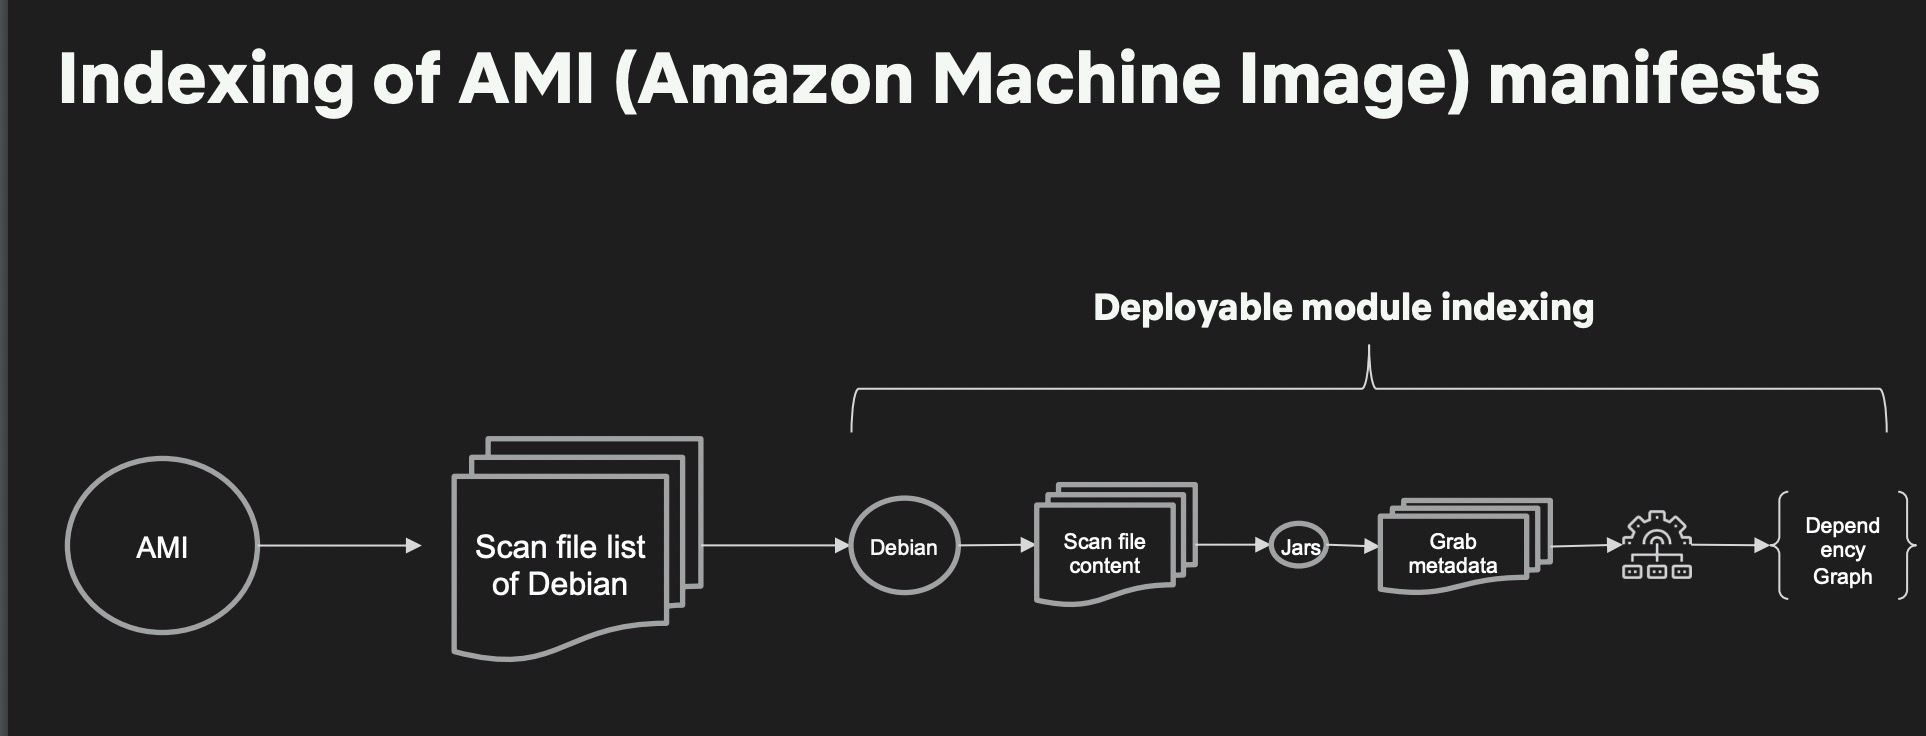 Indexing of AMI (Amazon Machine Image) manifests
Deployable module indexing
AMI
Scan file list
of Debian
Debian
Scan file
content
Jars
Grab
metadata
Depend
ency
Graph